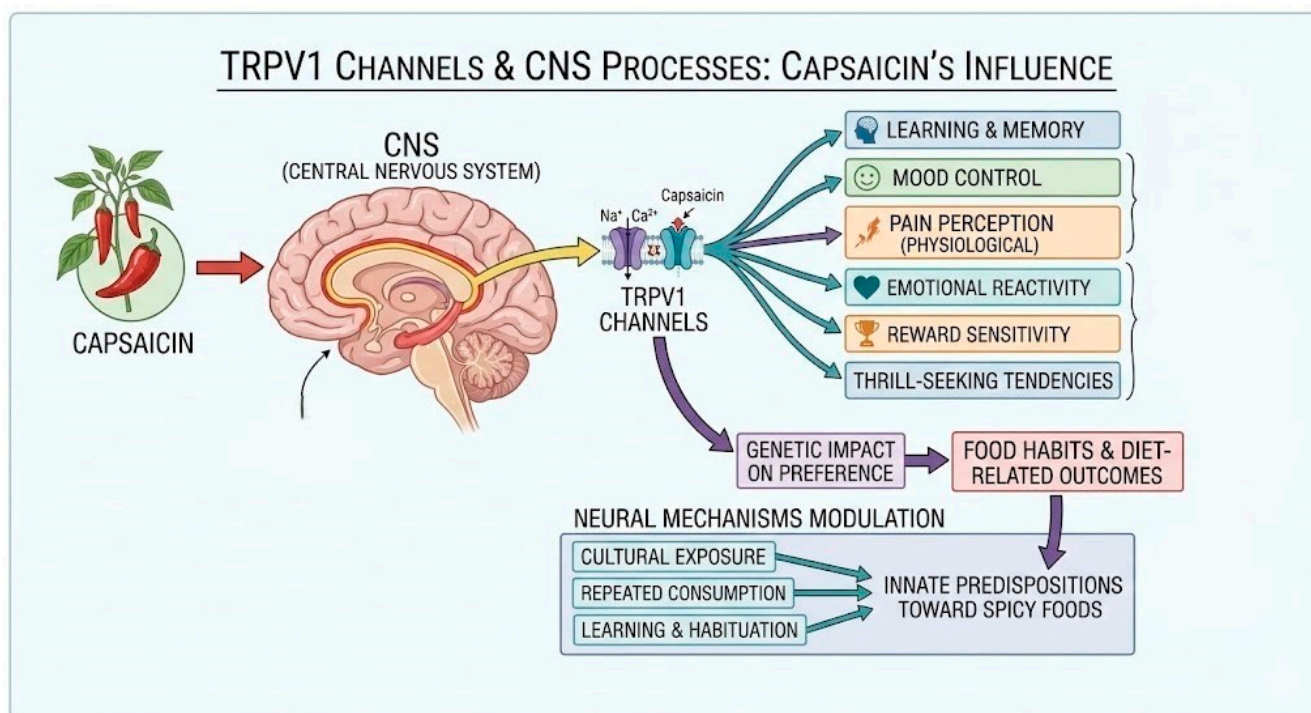 TRPV1 CHANNELS & CNS PROCESSES: CAPSAICIN'S INFLUENCE
CAPSAICIN
CNS
(CENTRAL NERVOUS SYSTEM)
Na⁺ Ca²⁺
Capsaicin
TRPV1
CHANNELS
LEARNING & MEMORY
MOOD CONTROL
PAIN PERCEPTION
(PHYSIOLOGICAL)
EMOTIONAL REACTIVITY
REWARD SENSITIVITY
THRILL-SEEKING TENDENCIES
GENETIC IMPACT
ON PREFERENCE
FOOD HABITS & DIET-
RELATED OUTCOMES
NEURAL MECHANISMS MODULATION
CULTURAL EXPOSURE
REPEATED CONSUMPTION
LEARNING & HABITUATION
INNATE PREDISPOSITIONS
TOWARD SPICY FOODS